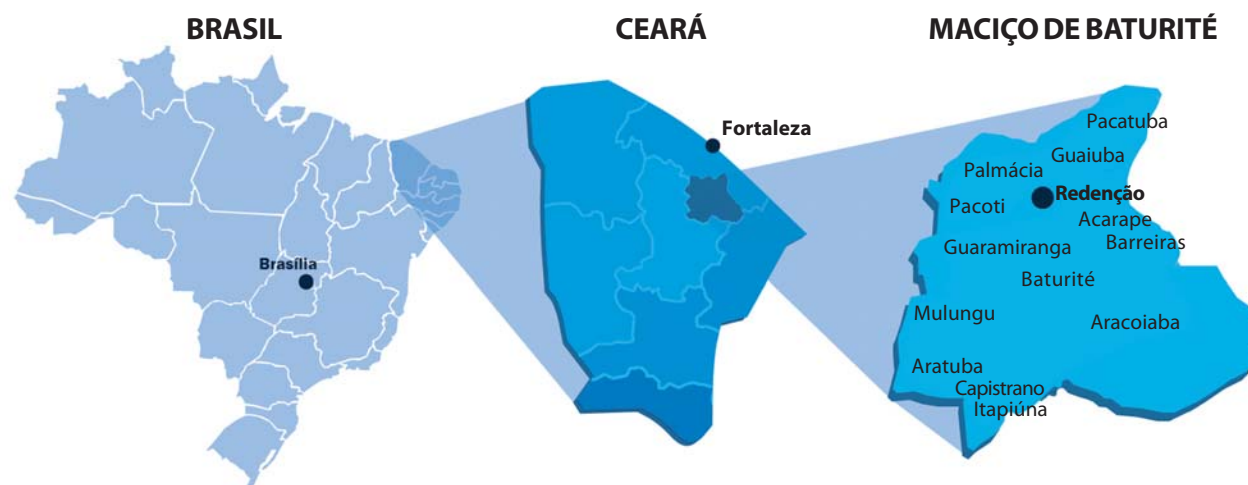 BRASIL
CEARÁ
MACIÇO DE BATURITÉ
Brasília
Fortaleza
Pacatuba
Guaiuba
Palmácia
Redenção
Pacoti
Acarape
Barreiras
Guaramiranga
Baturité
Mulungu
Aracoiaba
Aratuba
Capistrano
Itapiúna